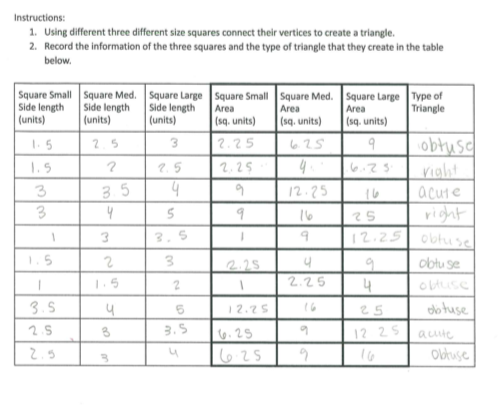 Instructions:
1. Using different three different size squares connect their vertices to create a triangle.
2. Record the information of the three squares and the type of triangle that they create in the table
below.
Square Small Side length (units) Square Med. Side length (units) Square Large Side length (units) Square Small Area (sq. units) Square Med. Area (sq. units) Square Large Area (sq. units) Type of Triangle
1.5 2.5 3 2.25 6.25 9 obtuse
1.5 2 2.5 2.25 4 6.25 right
3 3.5 4 9 12.25 16 acute
3 4 5 9 16 25 right
1 3 3.5 1 9 12.25 obtuse
1.5 2 3 2.25 4 9 obtuse
1 1.5 2 1 2.25 4 obtuse
3.5 4 5 12.25 16 25 obtuse
2.5 3 3.5 6.25 9 12 25 acute
2.5 3 4 6.25 9 16 Obtuse